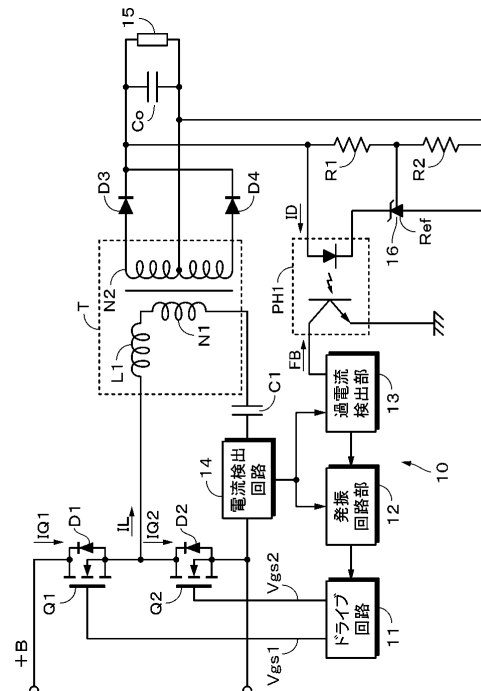 +B
Q1
IQ1
D1
IL
IQ2
D2
Q2
Vgs1
Vgs2
T
L1
N1
N2
D3
D4
Co
15
C1
14
電流検出
回路
PH1
ID
FB
R1
R2
16
Ref
過電流
検出部
13
発振
回路部
12
ドライブ
回路
11
10